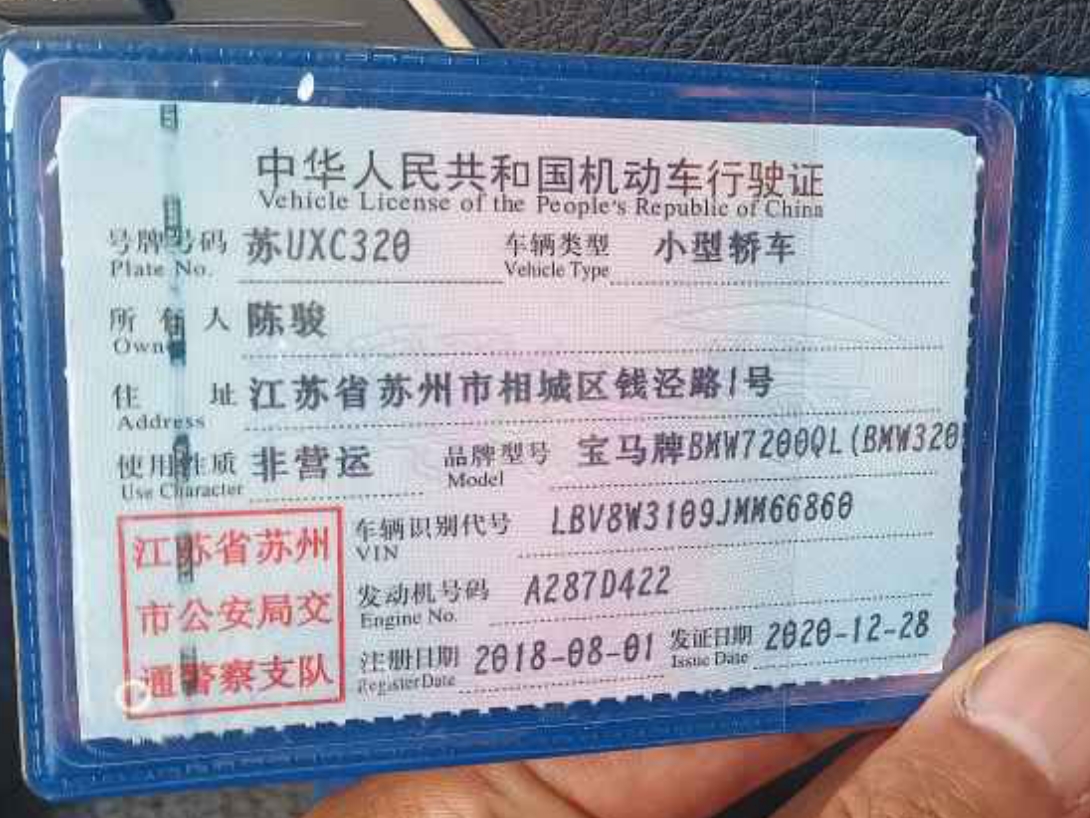 中华人民共和国机动车行驶证
Vehicle License of the People's Republic of China
号牌号码 苏UXC320 车辆类型 小型轿车
Plate No. Vehicle Type
所有人 陈骏
Owner
住址 江苏省苏州市相城区钱泾路1号
Address
使用性质 非营运 品牌型号 宝马牌BMW7200QL(BMW320
Use Character Model
江苏省苏州 车辆识别代号 LBV8W3109JMM66860
VIN
市公安局交 发动机号码 A287D422
Engine No.
通警察支队 注册日期 2018-08-01 发证日期 2020-12-28
Register Date Issue Date